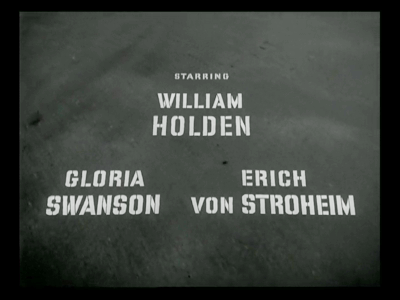 STARRING
WILLIAM
HOLDEN
GLORIA
SWANSON
ERICH
VON STROHEIM